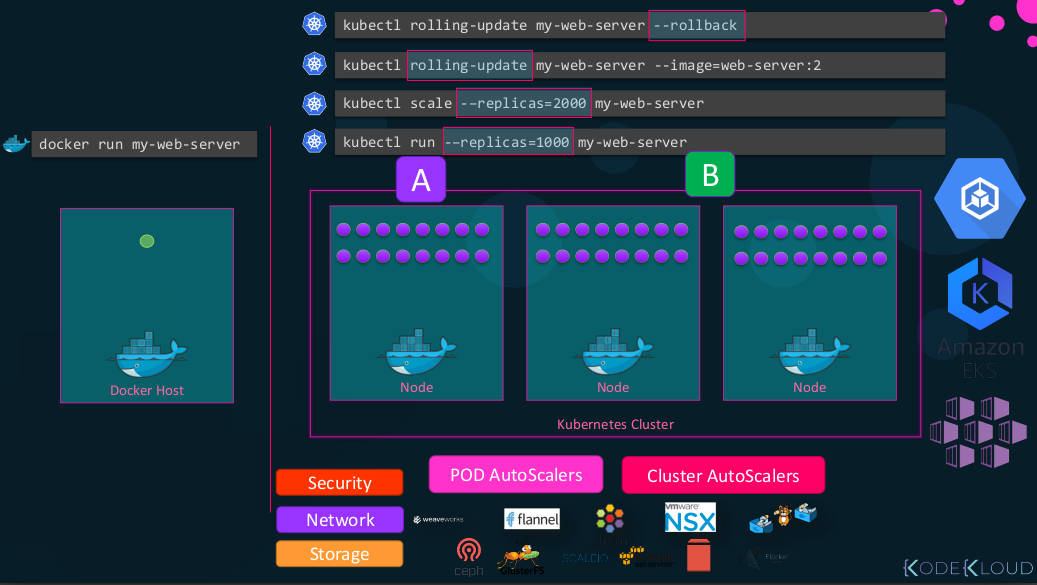 kubectl rolling-update my-web-server --rollback
kubectl rolling-update my-web-server --image=web-server:2
kubectl scale --replicas=2000 my-web-server
kubectl run --replicas=1000 my-web-server
docker run my-web-server
A
B
Docker Host
Node
Node
Node
Kubernetes Cluster
K
Amazon
EKS
POD AutoScalers
Cluster AutoScalers
Security
Network
Storage
weaveworks
flannel
vmware
NSX
ceph
GlusterFS
SCALEIO
Flocker
KODEKLOUD